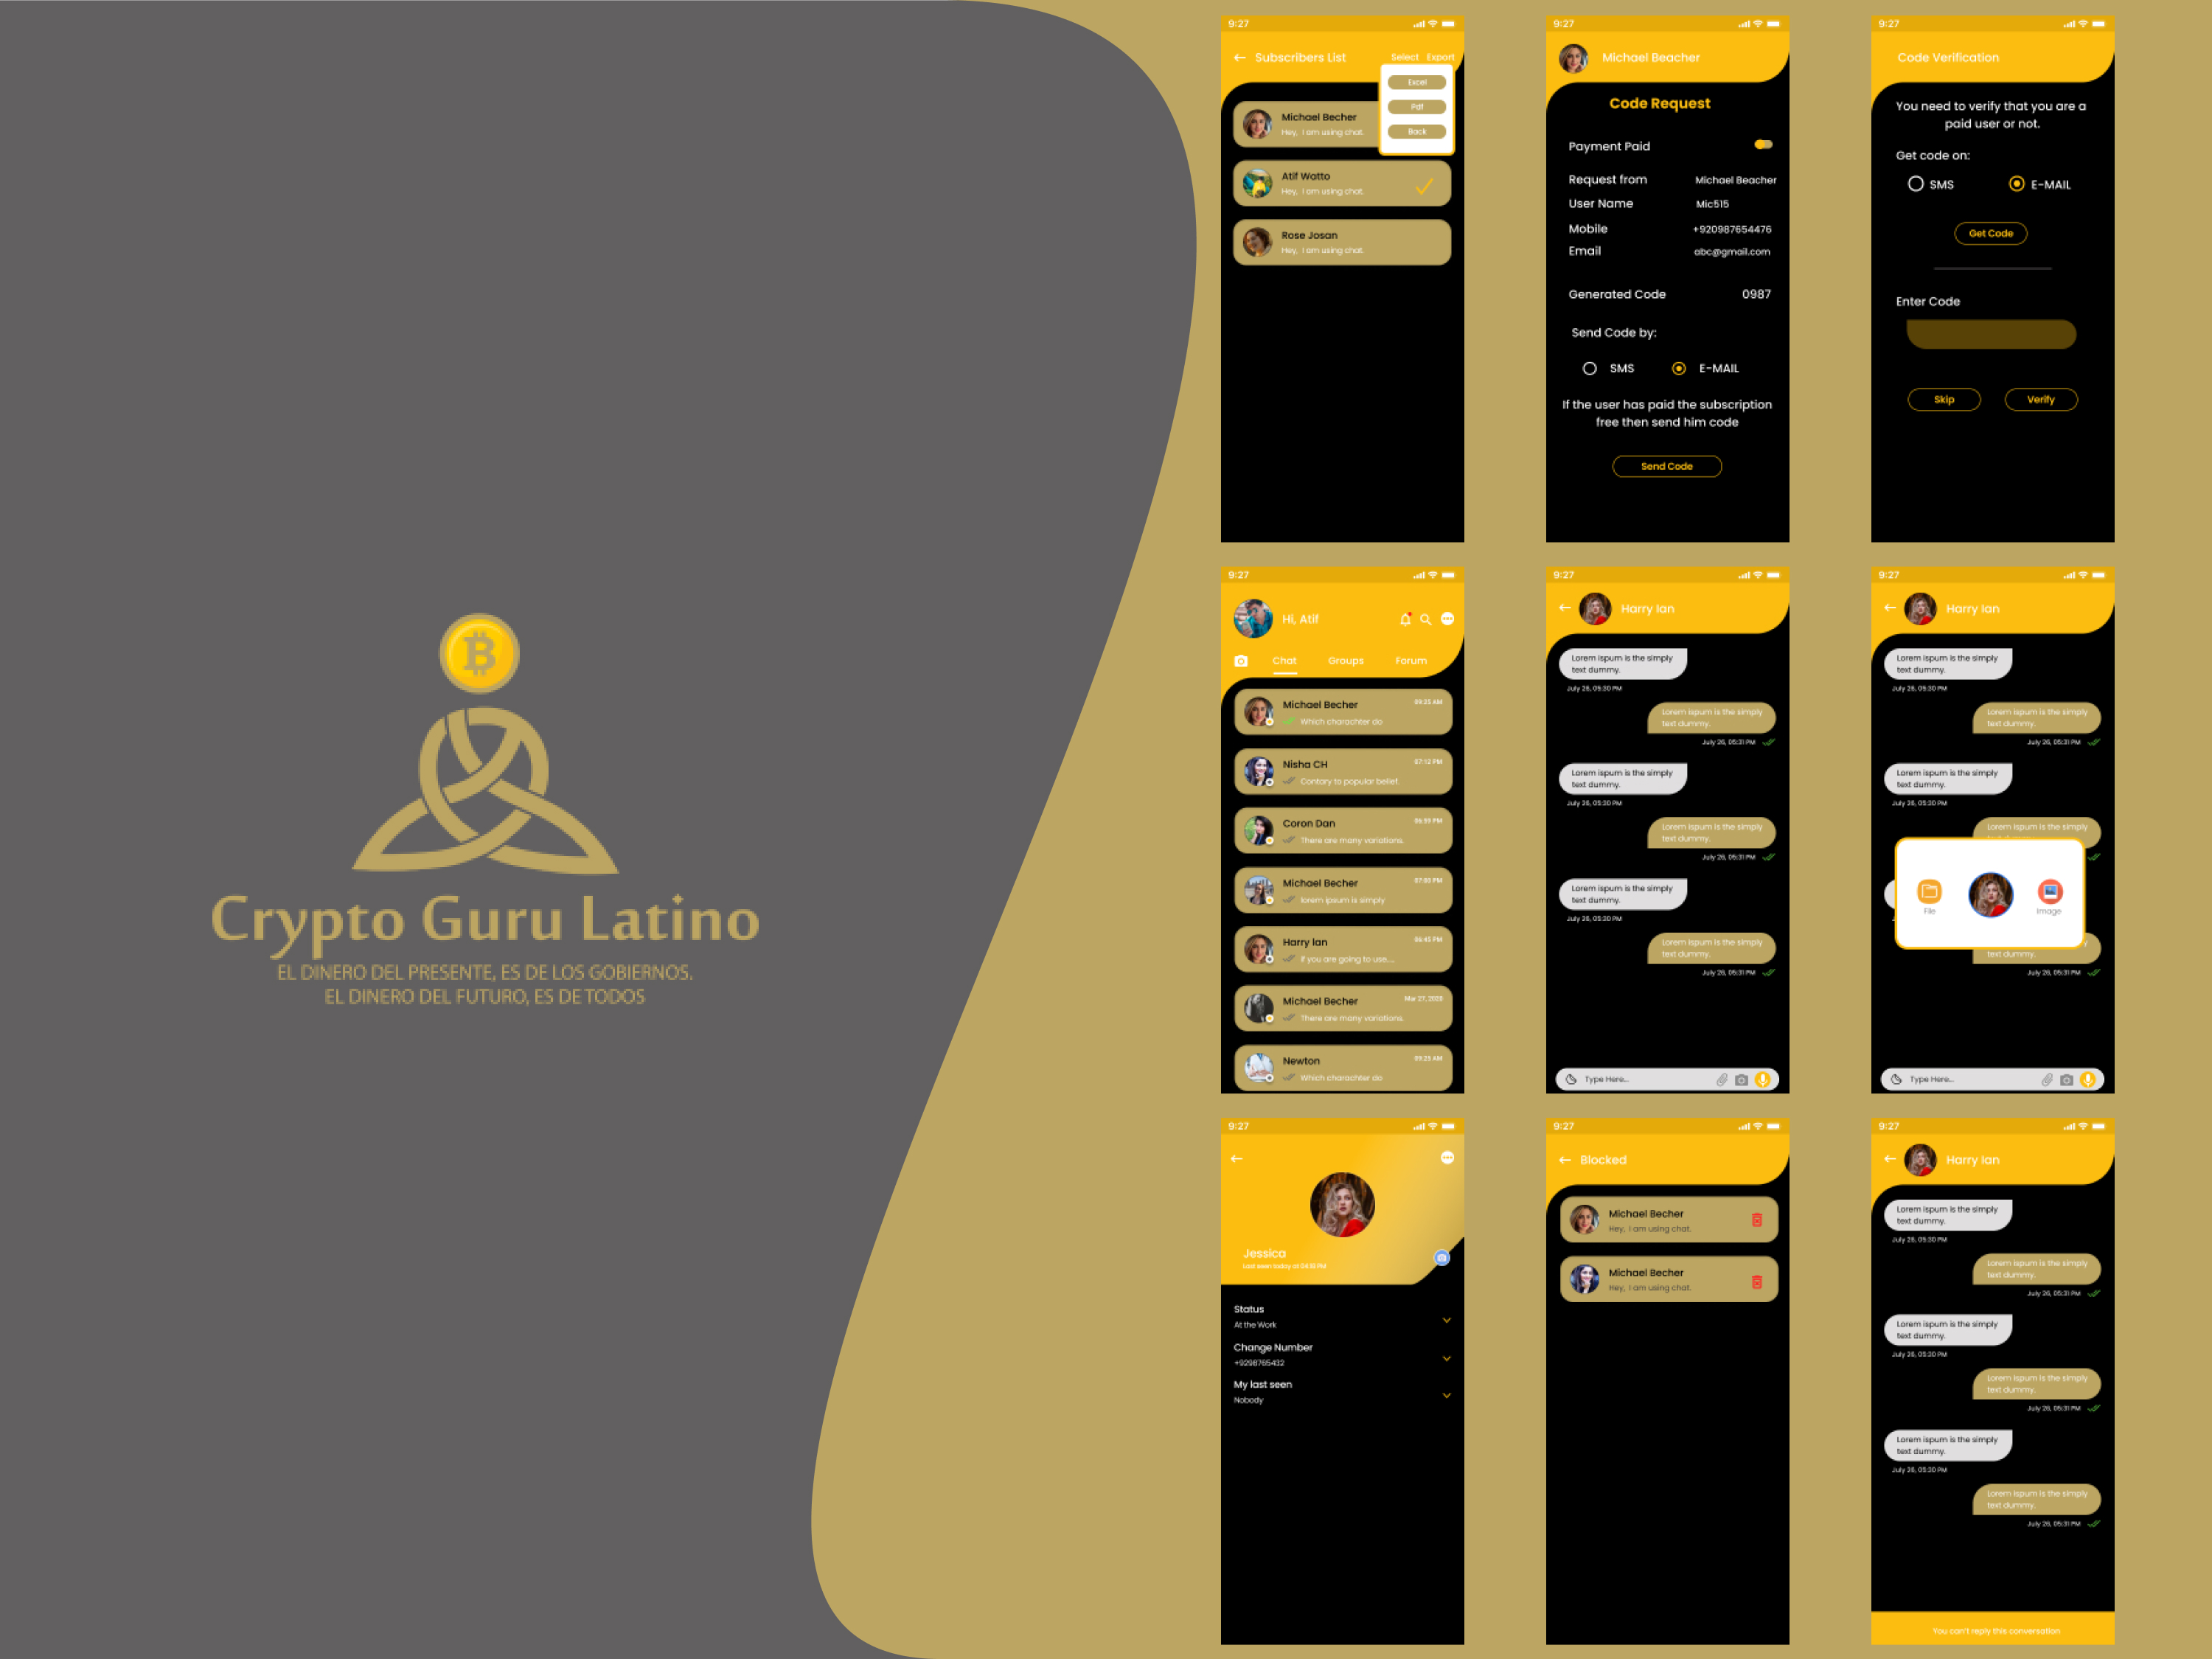 Crypto Guru Latino
EL DINERO DEL PRESENTE, ES DE LOS GOBIERNOS.
EL DINERO DEL FUTURO, ES DE TODOS
9:27
Subscribers List
Select Export
Excel
Pdf
Back
Michael Becher
Hey, I am using chat.
Atif Watto
Hey, I am using chat.
Rose Josan
Hey, I am using chat.
9:27
Michael Beacher
Code Request
Payment Paid
Request from Michael Beacher
User Name Mic515
Mobile +920987654476
Email abc@gmail.com
Generated Code 0987
Send Code by:
SMS E-MAIL
If the user has paid the subscription
free then send him code
Send Code
9:27
Code Verification
You need to verify that you are a
paid user or not.
Get code on:
SMS E-MAIL
Get Code
Enter Code
Skip Verify
9:27
Hi, Atif
Chat Groups Forum
Michael Becher 09:25 AM
Which charachter do
Nisha CH 07:12 PM
Contory to popular belief.
Coron Dan 06:59 PM
There are many variations.
Michael Becher 07:00 PM
lorem ipsum is simply
Harry Ian 06:45 PM
If you are going to use....
Michael Becher Mar 27, 2020
There are many variations.
Newton 09:25 AM
Which charachter do
9:27
Harry Ian
Lorem ispum is the simply
text dummy.
July 26, 05:30 PM
Lorem ispum is the simply
text dummy.
July 26, 05:31 PM
Lorem ispum is the simply
text dummy.
July 26, 05:30 PM
Lorem ispum is the simply
text dummy.
July 26, 05:31 PM
Lorem ispum is the simply
text dummy.
July 26, 05:30 PM
Lorem ispum is the simply
text dummy.
July 26, 05:31 PM
Type Here...
9:27
Harry Ian
Lorem ispum is the simply
text dummy.
July 26, 05:30 PM
Lorem ispum is the simply
text dummy.
July 26, 05:31 PM
Lorem ispum is the simply
text dummy.
July 26, 05:30 PM
Lorem ispum is the simply
File
Image
text dummy.
July 26, 05:31 PM
Type Here...
9:27
Jessica
Last seen today at 04:19 PM
Status
At the Work
Change Number
+9298765432
My last seen
Nobody
9:27
Blocked
Michael Becher
Hey, I am using chat.
Michael Becher
Hey, I am using chat.
9:27
Harry Ian
Lorem ispum is the simply
text dummy.
July 26, 05:30 PM
Lorem ispum is the simply
text dummy.
July 26, 05:31 PM
Lorem ispum is the simply
text dummy.
July 26, 05:30 PM
Lorem ispum is the simply
text dummy.
July 26, 05:31 PM
Lorem ispum is the simply
text dummy.
July 26, 05:30 PM
Lorem ispum is the simply
text dummy.
July 26, 05:31 PM
You can't reply this conversation